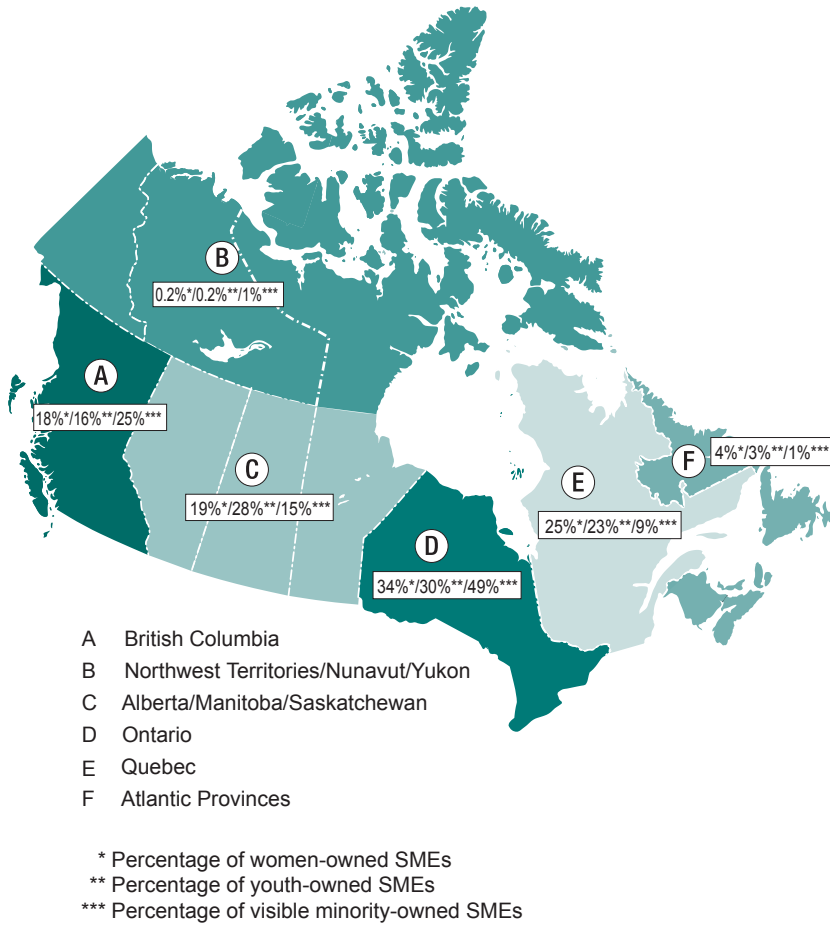 B
0.2%*/0.2%**/1%***
A
18%*/16%**/25%***
C
19%*/28%**/15%***
F
4%*/3%**/1%***
E
25%*/23%**/9%***
D
34%*/30%**/49%***
A British Columbia
B Northwest Territories/Nunavut/Yukon
C Alberta/Manitoba/Saskatchewan
D Ontario
E Quebec
F Atlantic Provinces
* Percentage of women-owned SMEs
** Percentage of youth-owned SMEs
*** Percentage of visible minority-owned SMEs